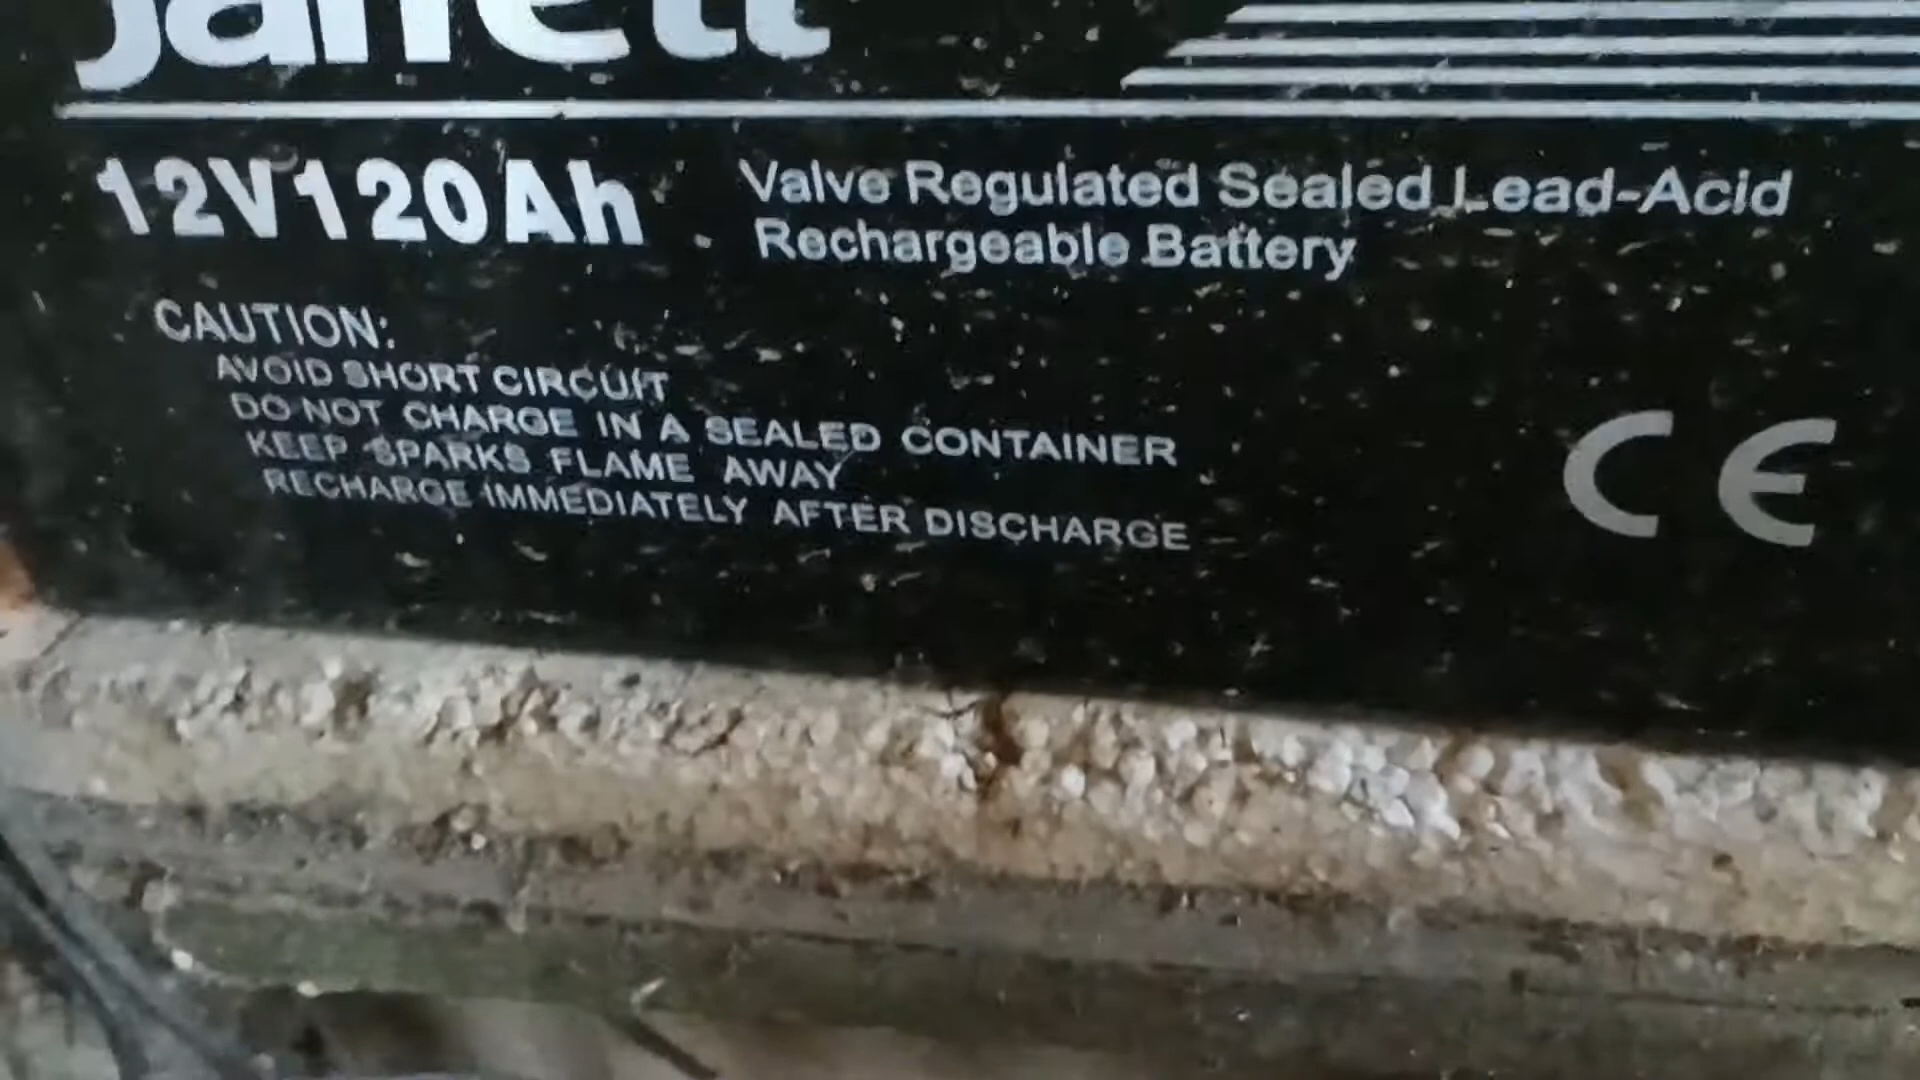 Jarrett
12V120Ah
Valve Regulated Sealed Lead-Acid
Rechargeable Battery
CAUTION:
AVOID SHORT CIRCUIT
DO NOT CHARGE IN A SEALED CONTAINER
KEEP SPARKS FLAME AWAY
RECHARGE IMMEDIATELY AFTER DISCHARGE
CE